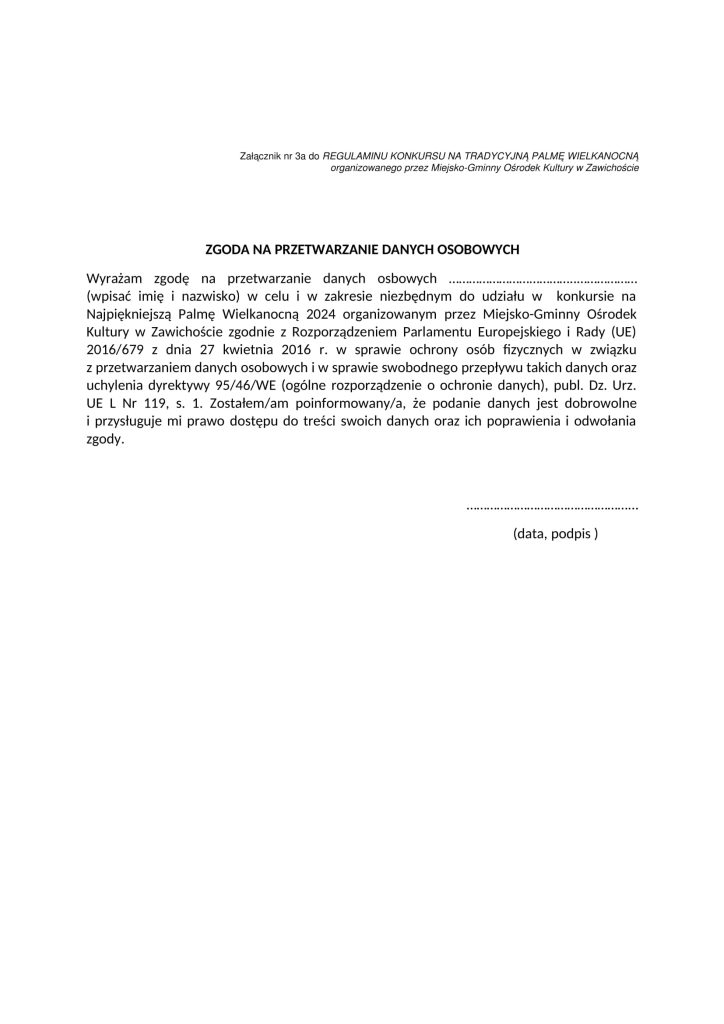 Załącznik nr 3a do REGULAMINU KONKURSU NA TRADYCYJNĄ PALMĘ WIELKANOCNĄ
organizowanego przez Miejsko-Gminny Ośrodek Kultury w Zawichoście
ZGODA NA PRZETWARZANIE DANYCH OSOBOWYCH
Wyrażam zgodę na przetwarzanie danych osbowych ………………………………………………
(wpisać imię i nazwisko) w celu i w zakresie niezbędnym do udziału w konkursie na
Najpiękniejszą Palmę Wielkanocną 2024 organizowanym przez Miejsko-Gminny Ośrodek
Kultury w Zawichoście zgodnie z Rozporządzeniem Parlamentu Europejskiego i Rady (UE)
2016/679 z dnia 27 kwietnia 2016 r. w sprawie ochrony osób fizycznych w związku
z przetwarzaniem danych osobowych i w sprawie swobodnego przepływu takich danych oraz
uchylenia dyrektywy 95/46/WE (ogólne rozporządzenie o ochronie danych), publ. Dz. Urz.
UE L Nr 119, s. 1. Zostałem/am poinformowany/a, że podanie danych jest dobrowolne
i przysługuje mi prawo dostępu do treści swoich danych oraz ich poprawienia i odwołania
zgody.
……………………………………………
(data, podpis )